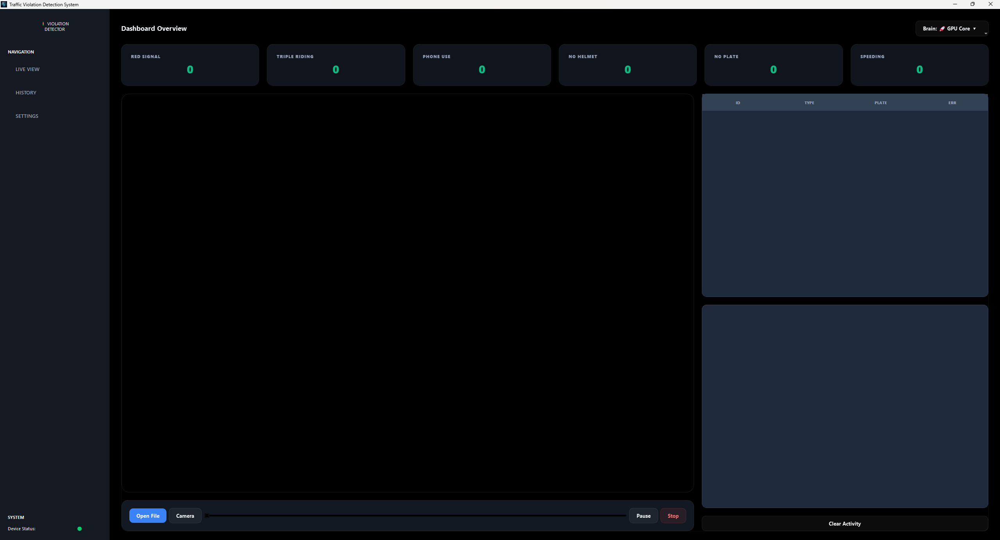 Traffic Violation Detection System
🚦 VIOLATION
DETECTOR
NAVIGATION
LIVE VIEW
HISTORY
SETTINGS
SYSTEM
Device Status:
Dashboard Overview
Brain: 🚀 GPU Core ▾
RED SIGNAL
0
TRIPLE RIDING
0
PHONE USE
0
NO HELMET
0
NO PLATE
0
SPEEDING
0
ID TYPE PLATE ERR
Open File Camera Pause Stop
Clear Activity